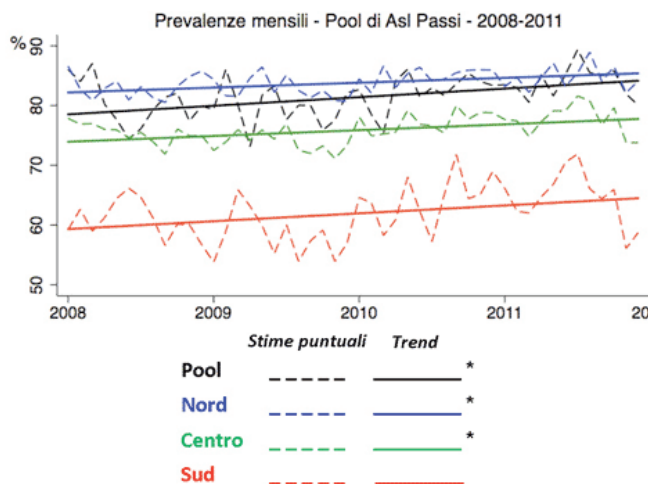 Prevalenze mensili - Pool di Asl Passi - 2008-2011
%
90
80
70
60
50
2008 2009 2010 2011 20
Stime puntuali Trend
Pool *
Nord *
Centro *
Sud